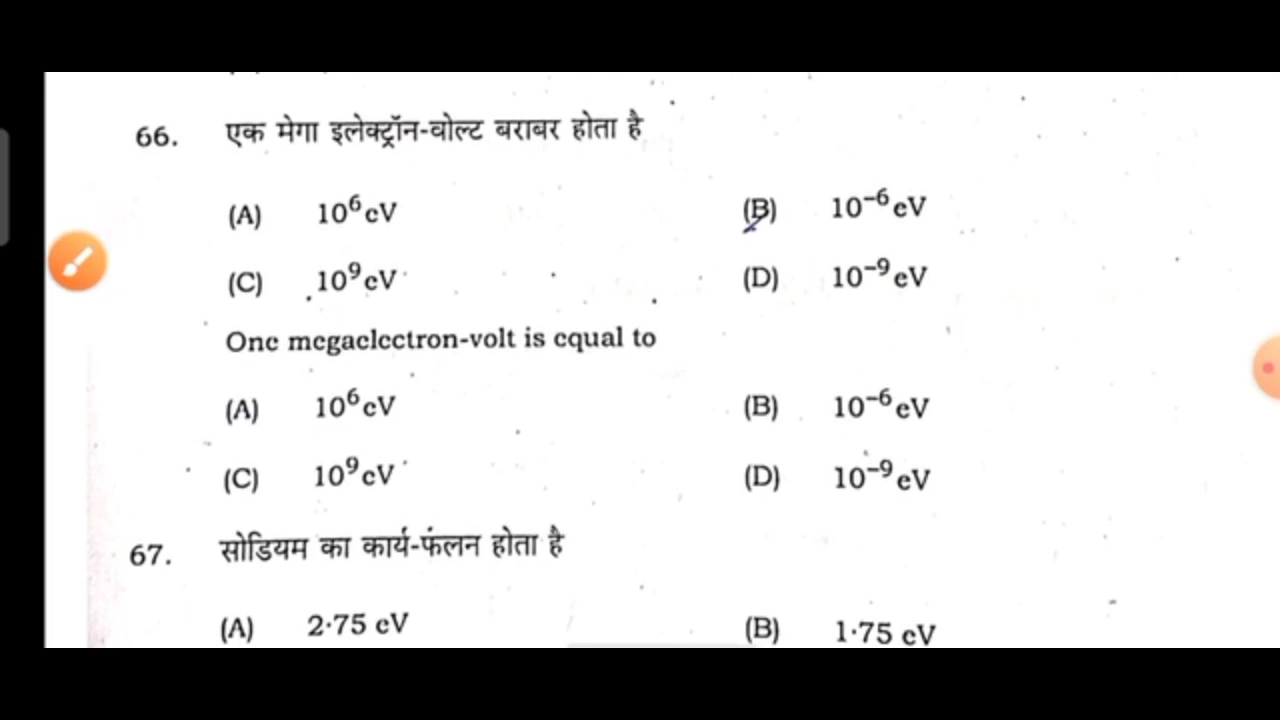 66. एक मेगा इलेक्ट्रॉन-वोल्ट बराबर होता है
(A) 10⁶ eV (B) 10⁻⁶ eV
(C) 10⁹ eV (D) 10⁻⁹ eV
One megaelectron-volt is equal to
(A) 10⁶ eV (B) 10⁻⁶ eV
(C) 10⁹ eV (D) 10⁻⁹ eV
67. सोडियम का कार्य-फलन होता है
(A) 2·75 eV (B) 1·75 eV